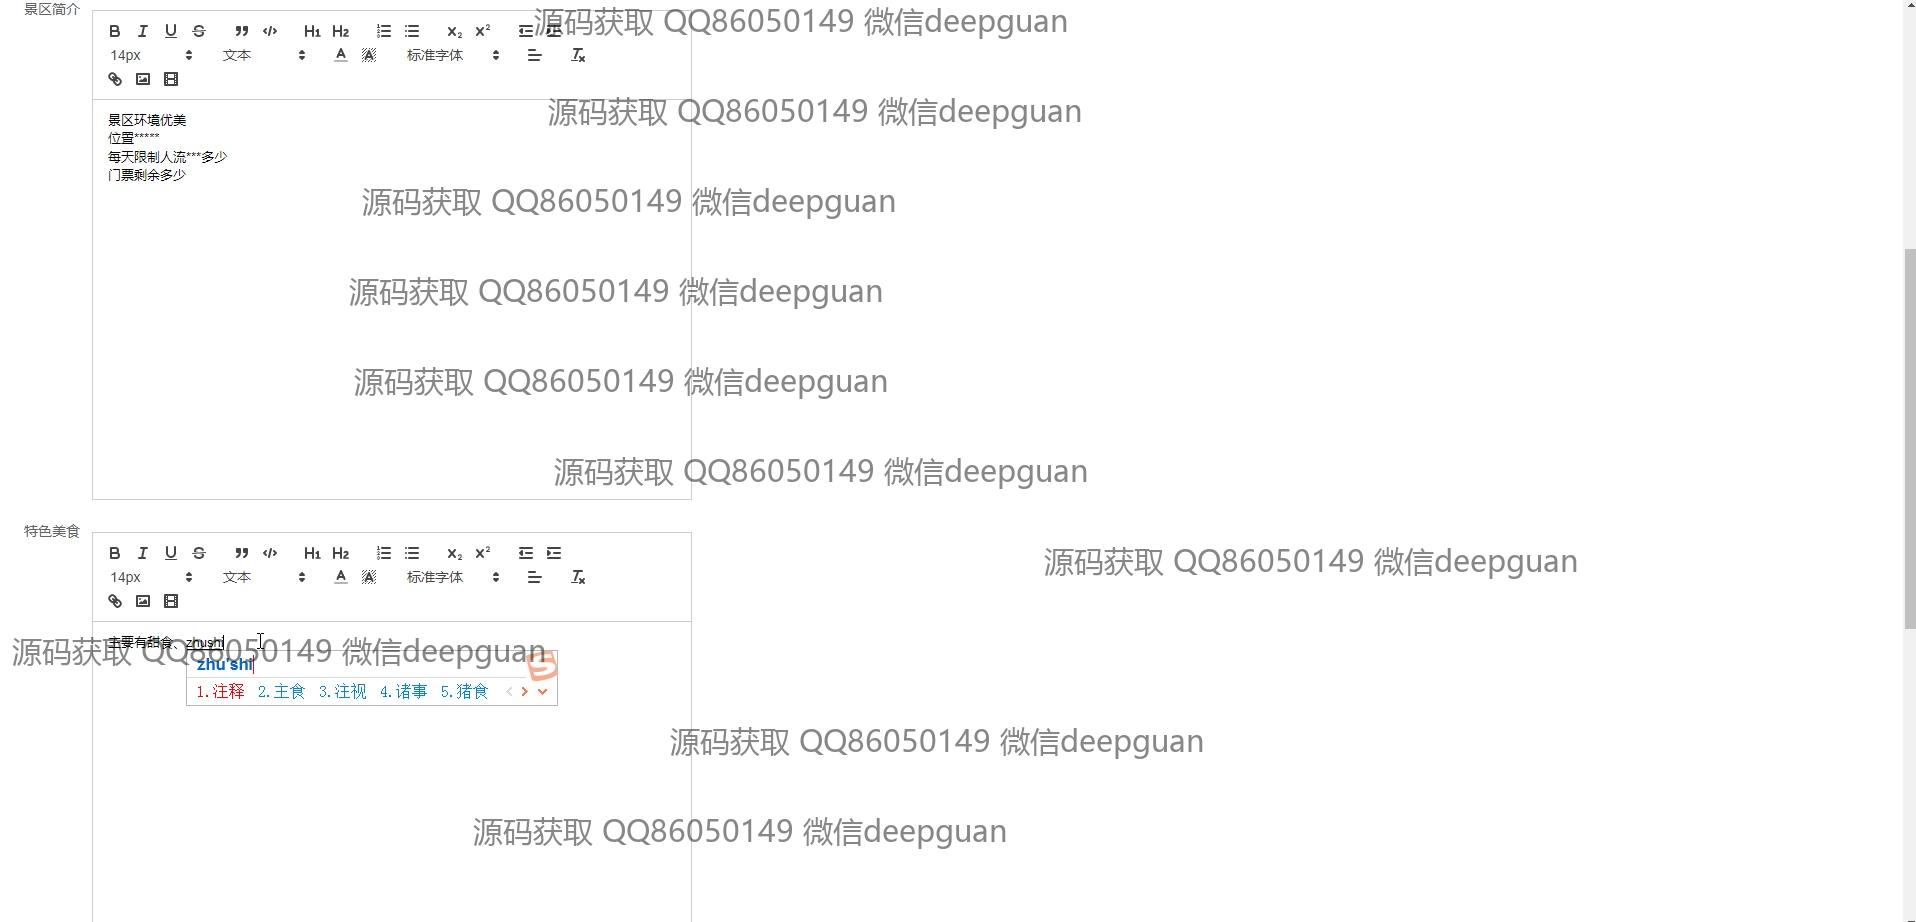 景区简介
源码获取 QQ86050149 微信deepguan
B I U S H1 H2 X₂ X²
14px 文本 A A 标准字体 Tx
源码获取 QQ86050149 微信deepguan
景区环境优美
位置*****
每天限制人流***多少
门票剩余多少
源码获取 QQ86050149 微信deepguan
源码获取 QQ86050149 微信deepguan
源码获取 QQ86050149 微信deepguan
源码获取 QQ86050149 微信deepguan
特色美食
B I U S H1 H2 X₂ X²
源码获取 QQ86050149 微信deepguan
14px 文本 A A 标准字体 Tx
主要有甜食、zhushi
源码获取 QQ86050149 微信deepguan
zhu'shi
1.注释 2.主食 3.注视 4.诸事 5.猪食
源码获取 QQ86050149 微信deepguan
源码获取 QQ86050149 微信deepguan